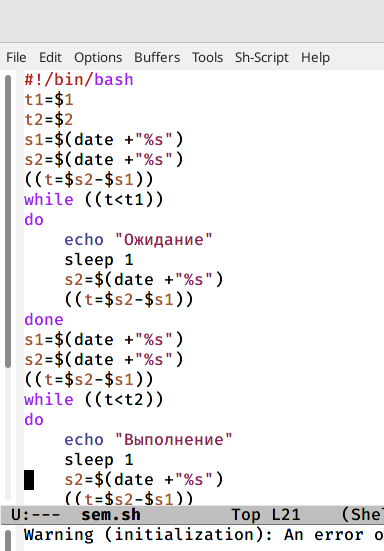 File Edit Options Buffers Tools Sh-Script Help
#!/bin/bash
t1=$1
t2=$2
s1=$(date +"%s")
s2=$(date +"%s")
((t=$s2-$s1))
while ((t<t1))
do
    echo "Ожидание"
    sleep 1
    s2=$(date +"%s")
    ((t=$s2-$s1))
done
s1=$(date +"%s")
s2=$(date +"%s")
((t=$s2-$s1))
while ((t<t2))
do
    echo "Выполнение"
    sleep 1
    s2=$(date +"%s")
    ((t=$s2-$s1))
U:--- sem.sh Top L21 (She
Warning (initialization): An error o